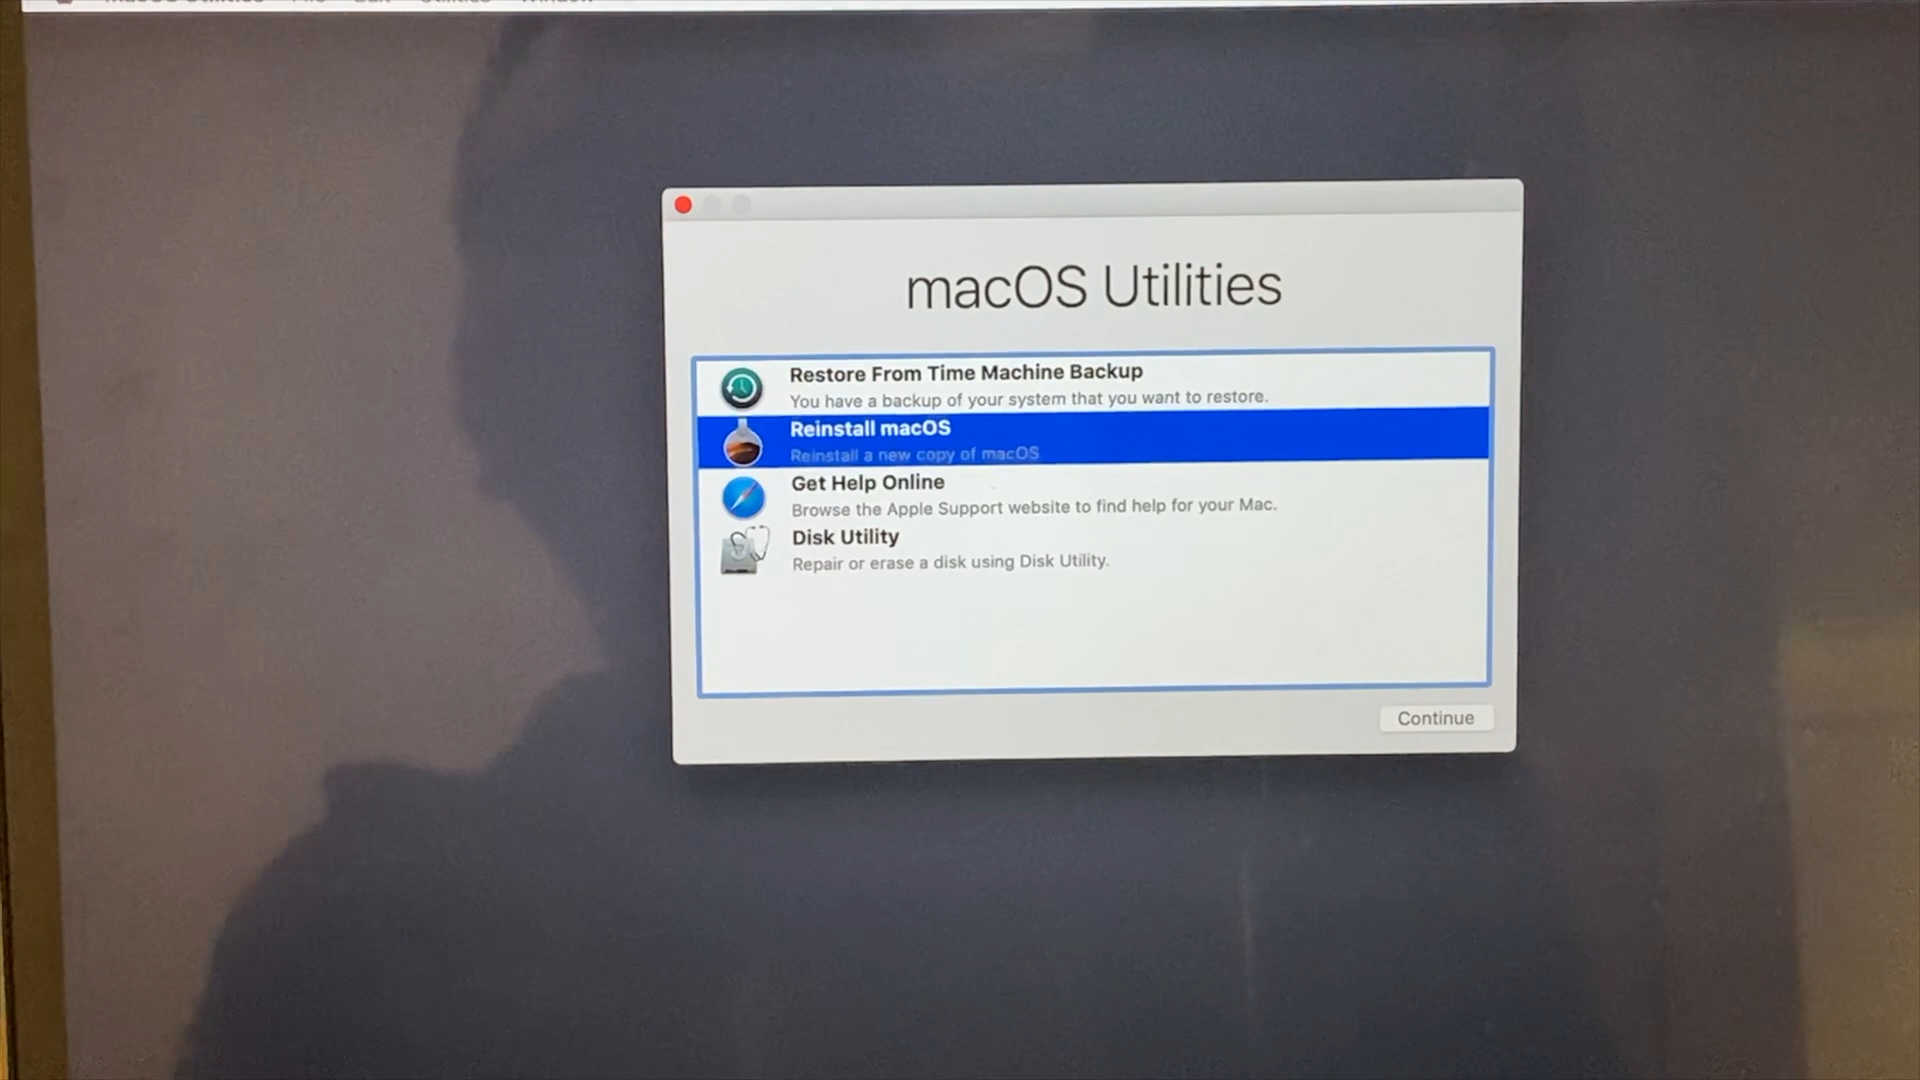 macOS Utilities
Restore From Time Machine Backup
You have a backup of your system that you want to restore.
Reinstall macOS
Reinstall a new copy of macOS
Get Help Online
Browse the Apple Support website to find help for your Mac.
Disk Utility
Repair or erase a disk using Disk Utility.
Continue